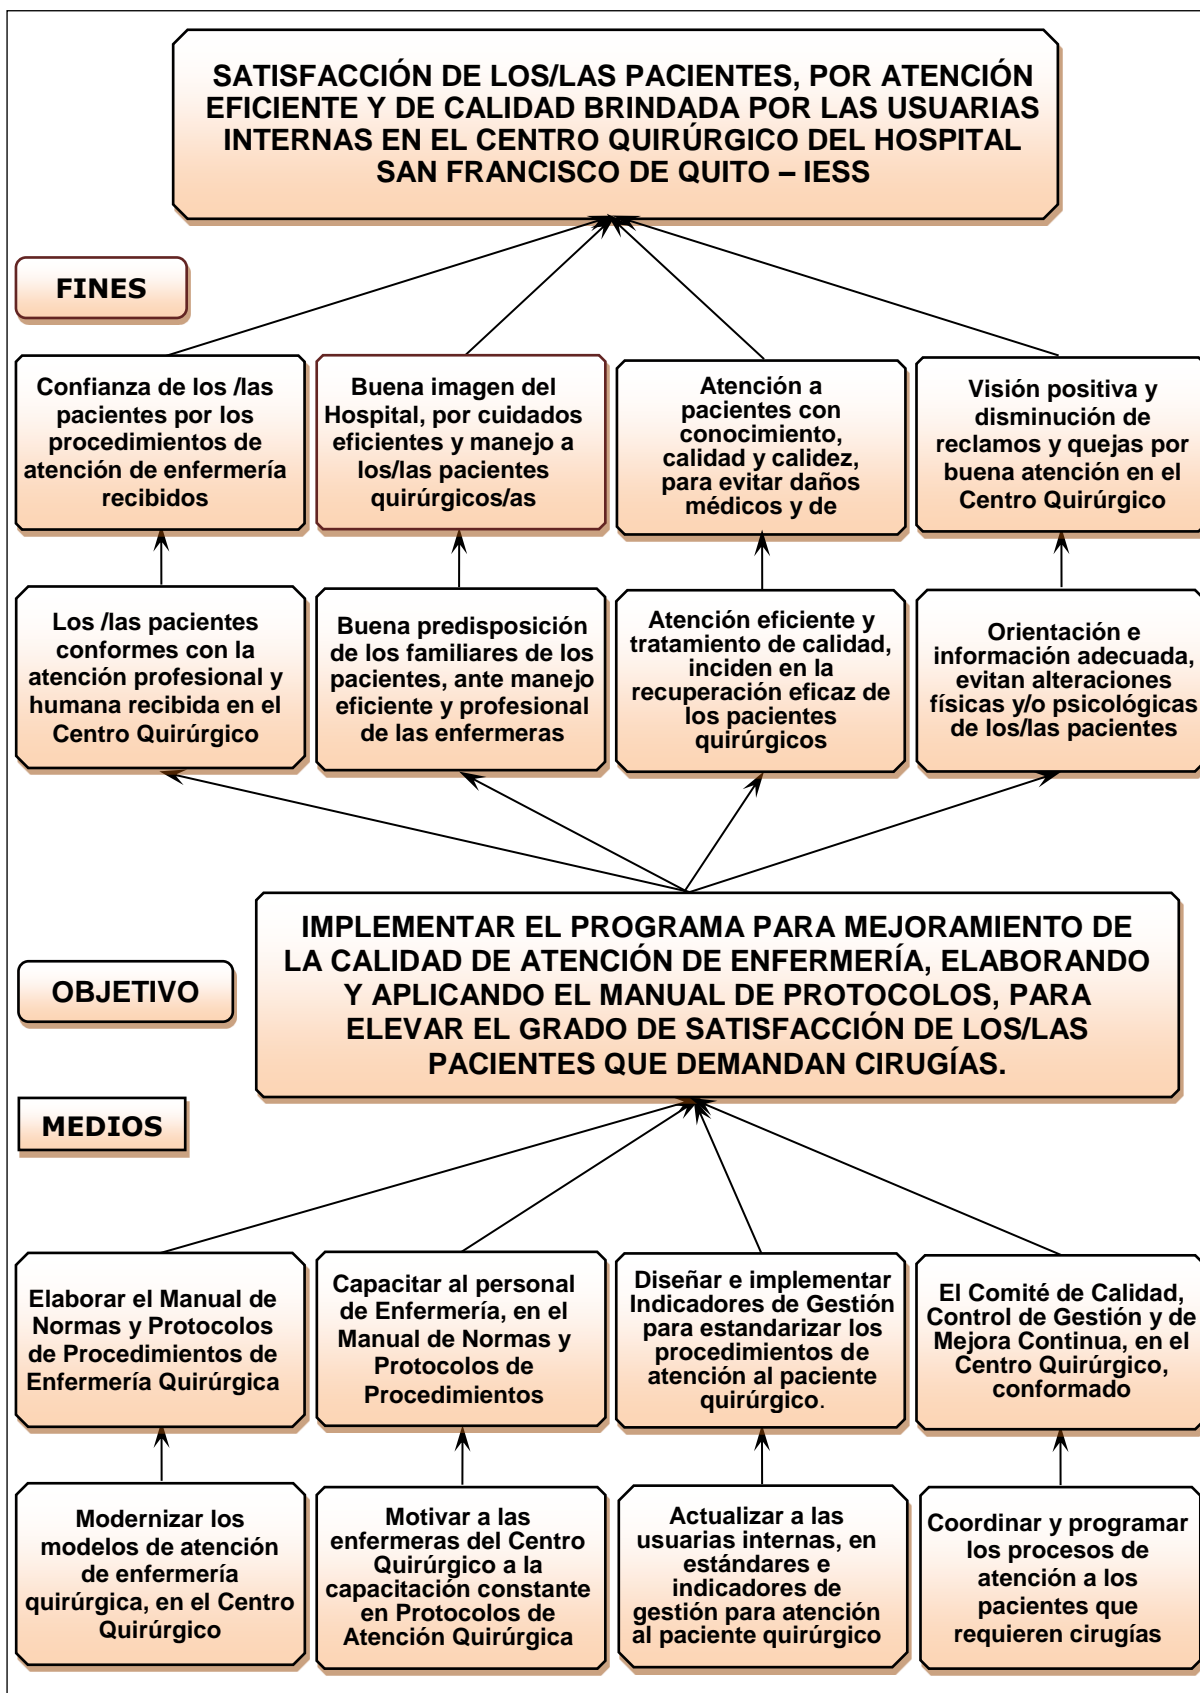 SATISFACCIÓN DE LOS/LAS PACIENTES, POR ATENCIÓN
EFICIENTE Y DE CALIDAD BRINDADA POR LAS USUARIAS
INTERNAS EN EL CENTRO QUIRÚRGICO DEL HOSPITAL
SAN FRANCISCO DE QUITO – IESS
FINES
Confianza de los /las
pacientes por los
procedimientos de
atención de enfermería
recibidos
Buena imagen del
Hospital, por cuidados
eficientes y manejo a
los/las pacientes
quirúrgicos/as
Atención a
pacientes con
conocimiento,
calidad y calidez,
para evitar daños
médicos y de
Visión positiva y
disminución de
reclamos y quejas por
buena atención en el
Centro Quirúrgico
Los /las pacientes
conformes con la
atención profesional y
humana recibida en el
Centro Quirúrgico
Buena predisposición
de los familiares de los
pacientes, ante manejo
eficiente y profesional
de las enfermeras
Atención eficiente y
tratamiento de calidad,
inciden en la
recuperación eficaz de
los pacientes
quirúrgicos
Orientación e
información adecuada,
evitan alteraciones
físicas y/o psicológicas
de los/las pacientes
OBJETIVO
IMPLEMENTAR EL PROGRAMA PARA MEJORAMIENTO DE
LA CALIDAD DE ATENCIÓN DE ENFERMERÍA, ELABORANDO
Y APLICANDO EL MANUAL DE PROTOCOLOS, PARA
ELEVAR EL GRADO DE SATISFACCIÓN DE LOS/LAS
PACIENTES QUE DEMANDAN CIRUGÍAS.
MEDIOS
Elaborar el Manual de
Normas y Protocolos
de Procedimientos de
Enfermería Quirúrgica
Capacitar al personal
de Enfermería, en el
Manual de Normas y
Protocolos de
Procedimientos
Diseñar e implementar
Indicadores de Gestión
para estandarizar los
procedimientos de
atención al paciente
quirúrgico.
El Comité de Calidad,
Control de Gestión y de
Mejora Continua, en el
Centro Quirúrgico,
conformado
Modernizar los
modelos de atención
de enfermería
quirúrgica, en el Centro
Quirúrgico
Motivar a las
enfermeras del Centro
Quirúrgico a la
capacitación constante
en Protocolos de
Atención Quirúrgica
Actualizar a las
usuarias internas, en
estándares e
indicadores de
gestión para atención
al paciente quirúrgico
Coordinar y programar
los procesos de
atención a los
pacientes que
requieren cirugías